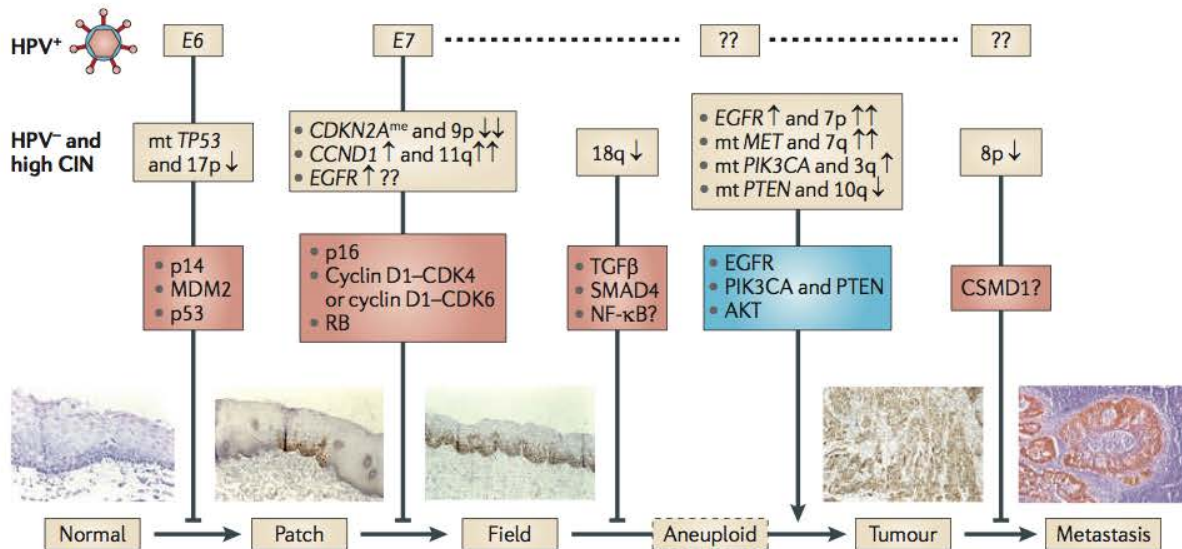 HPV⁺
E6
E7
??
??
HPV⁻ and
high CIN
mt TP53
and 17p ↓
• CDKN2Aᵐᵉ and 9p ↓↓
• CCND1 ↑ and 11q ↑↑
• EGFR ↑ ??
18q ↓
• EGFR ↑ and 7p ↑↑
• mt MET and 7q ↑↑
• mt PIK3CA and 3q ↑
• mt PTEN and 10q ↓
8p ↓
• p14
• MDM2
• p53
• p16
• Cyclin D1–CDK4
or cyclin D1–CDK6
• RB
• TGFβ
• SMAD4
• NF-κB?
• EGFR
• PIK3CA and PTEN
• AKT
CSMD1?
Normal
Patch
Field
Aneuploid
Tumour
Metastasis